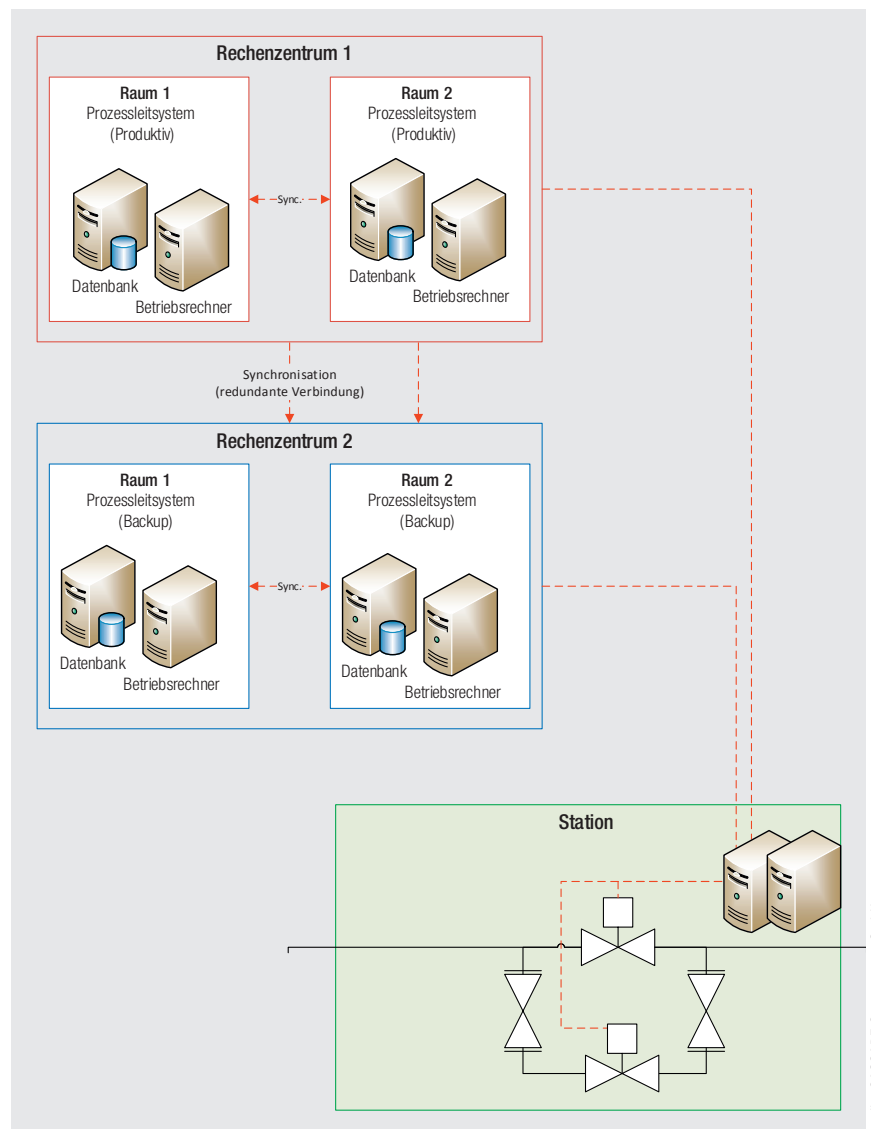 Rechenzentrum 1
Raum 1
Prozessleitsystem
(Produktiv)
Datenbank
Betriebsrechner
Sync.
Raum 2
Prozessleitsystem
(Produktiv)
Datenbank
Betriebsrechner
Synchronisation
(redundante Verbindung)
Rechenzentrum 2
Raum 1
Prozessleitsystem
(Backup)
Datenbank
Betriebsrechner
Sync.
Raum 2
Prozessleitsystem
(Backup)
Datenbank
Betriebsrechner
Station